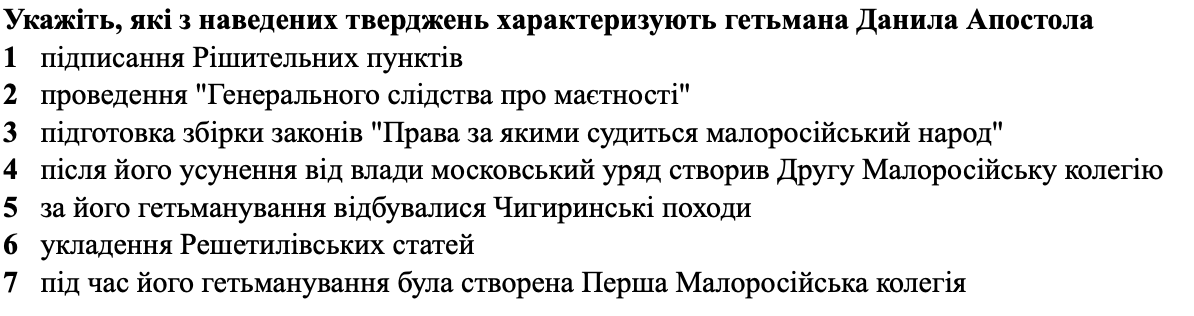 Укажіть, які з наведених тверджень характеризують гетьмана Данила Апостола
1 підписання Рішительних пунктів
2 проведення "Генерального слідства про маєтності"
3 підготовка збірки законів "Права за якими судиться малоросійський народ"
4 після його усунення від влади московський уряд створив Другу Малоросійську колегію
5 за його гетьманування відбувалися Чигиринські походи
6 укладення Решетилівських статей
7 під час його гетьманування була створена Перша Малоросійська колегія